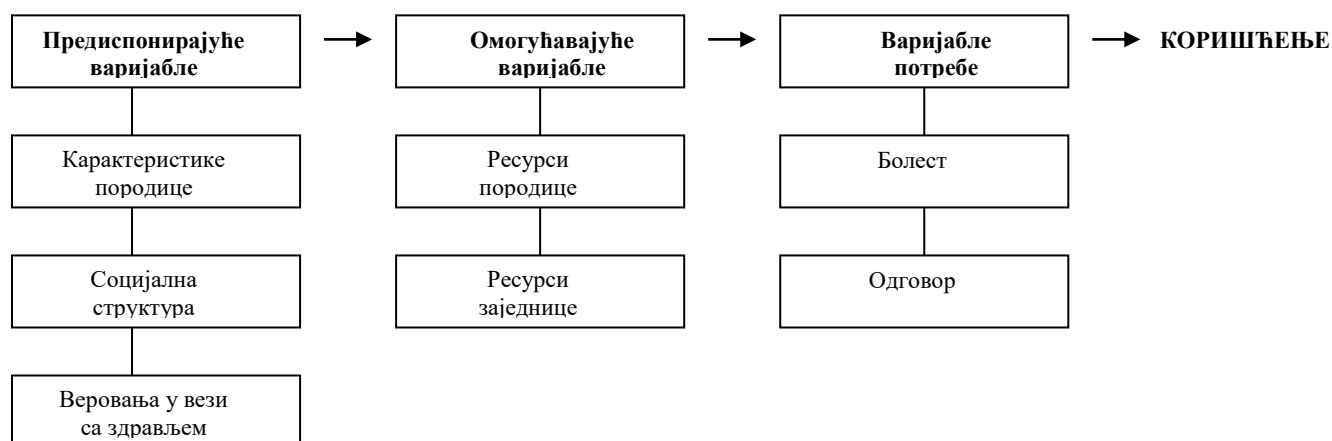 Предиспонирајуће
варијабле
Омогућавајуће
варијабле
Варијабле
потребе
КОРИШЋЕЊЕ
Карактеристике
породице
Ресурси
породице
Болест
Социјална
структура
Ресурси
заједнице
Одговор
Веровања у вези
са здрављем